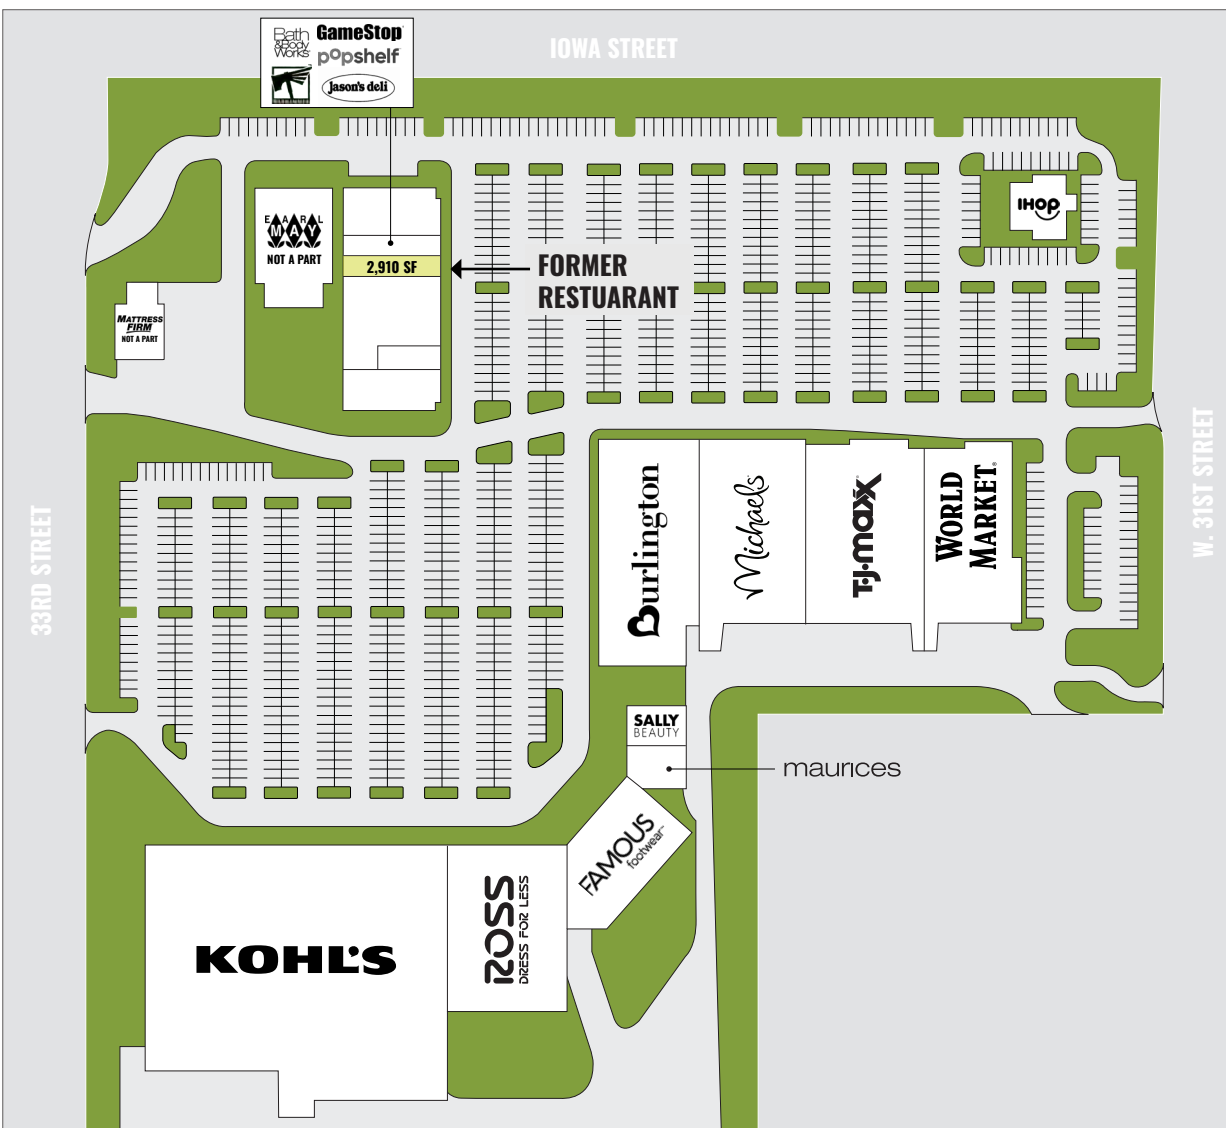 Bath
& Body
Works
GameStop
popshelf
Jason's deli
IOWA STREET
EARL
MAY
NOT A PART
2,910 SF
FORMER
RESTUARANT
IHOP
MATTRESS
FIRM
NOT A PART
33RD STREET
W. 31ST STREET
Burlington
Michaels
T·J·maxx
WORLD
MARKET
SALLY
BEAUTY
maurices
FAMOUS
footwear
KOHL'S
ROSS
DRESS FOR LESS